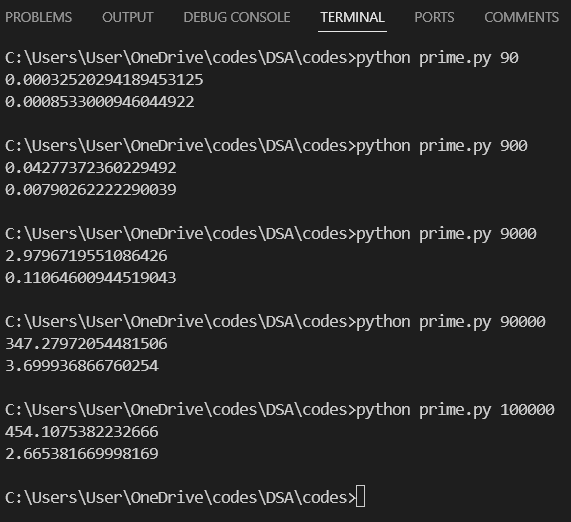 PROBLEMS OUTPUT DEBUG CONSOLE TERMINAL PORTS COMMENTS
C:\Users\User\OneDrive\codes\DSA\codes>python prime.py 90
0.00032520294189453125
0.0008533000946044922
C:\Users\User\OneDrive\codes\DSA\codes>python prime.py 900
0.04277372360229492
0.00790262222290039
C:\Users\User\OneDrive\codes\DSA\codes>python prime.py 9000
2.9796719551086426
0.11064600944519043
C:\Users\User\OneDrive\codes\DSA\codes>python prime.py 90000
347.27972054481506
3.699936866760254
C:\Users\User\OneDrive\codes\DSA\codes>python prime.py 100000
454.1075382232666
2.665381669998169
C:\Users\User\OneDrive\codes\DSA\codes>